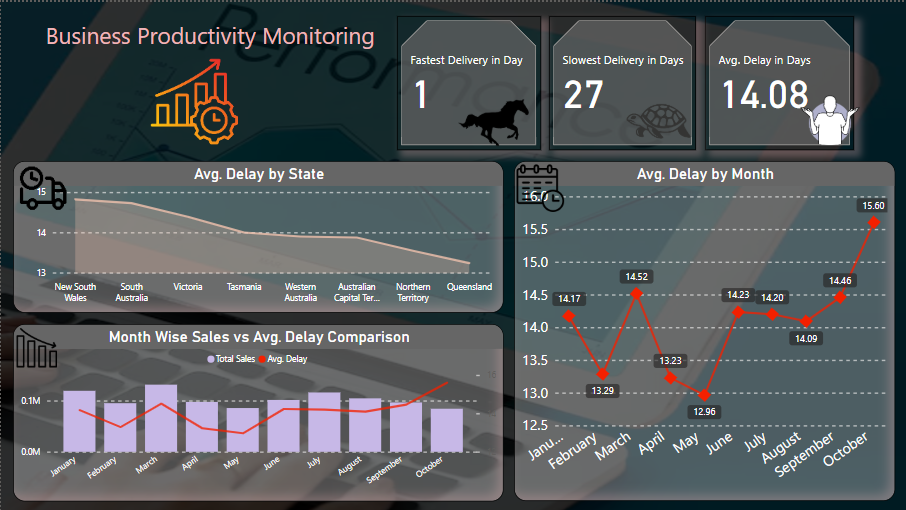 Business Productivity Monitoring
Fastest Delivery in Day
1
Slowest Delivery in Days
27
Avg. Delay in Days
14.08
Avg. Delay by State
15
14
13
New South
Wales
South
Australia
Victoria
Tasmania
Western
Australia
Australian
Capital Ter...
Northern
Territory
Queensland
Month Wise Sales vs Avg. Delay Comparison
Total Sales
Avg. Delay
0.1M
0.0M
January
February
March
April
May
June
July
August
September
October
Avg. Delay by Month
16.0
15.5
15.0
14.5
14.0
13.5
13.0
12.5
14.17
13.29
14.52
13.23
12.96
14.23
14.20
14.09
14.46
15.60
Janu...
February
March
April
May
June
July
August
September
October